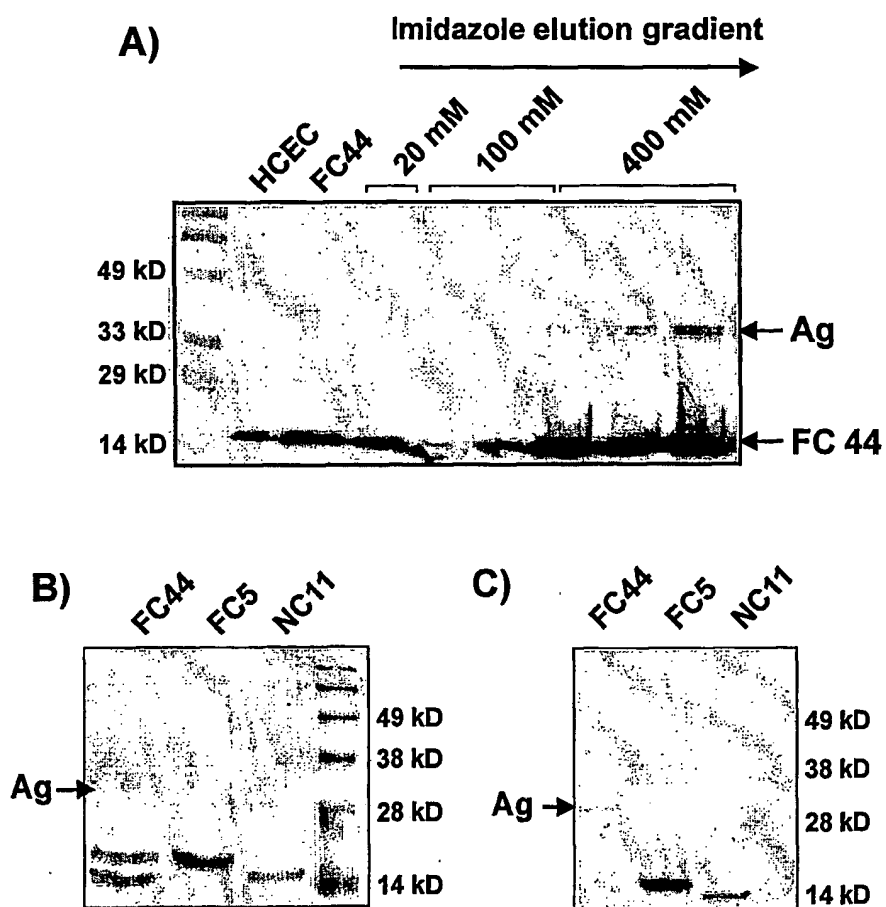 A)
Imidazole elution gradient
HCEC
FC44
20 mM
100 mM
400 mM
49 kD
33 kD
29 kD
14 kD
Ag
FC 44
B)
FC44
FC5
NC11
Ag
49 kD
38 kD
28 kD
14 kD
C)
FC44
FC5
NC11
Ag
49 kD
38 kD
28 kD
14 kD